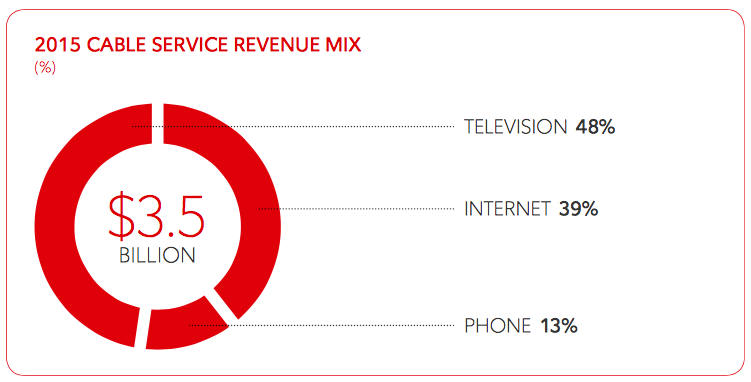 2015 CABLE SERVICE REVENUE MIX
(%)
TELEVISION 48%
$3.5
BILLION
INTERNET 39%
PHONE 13%